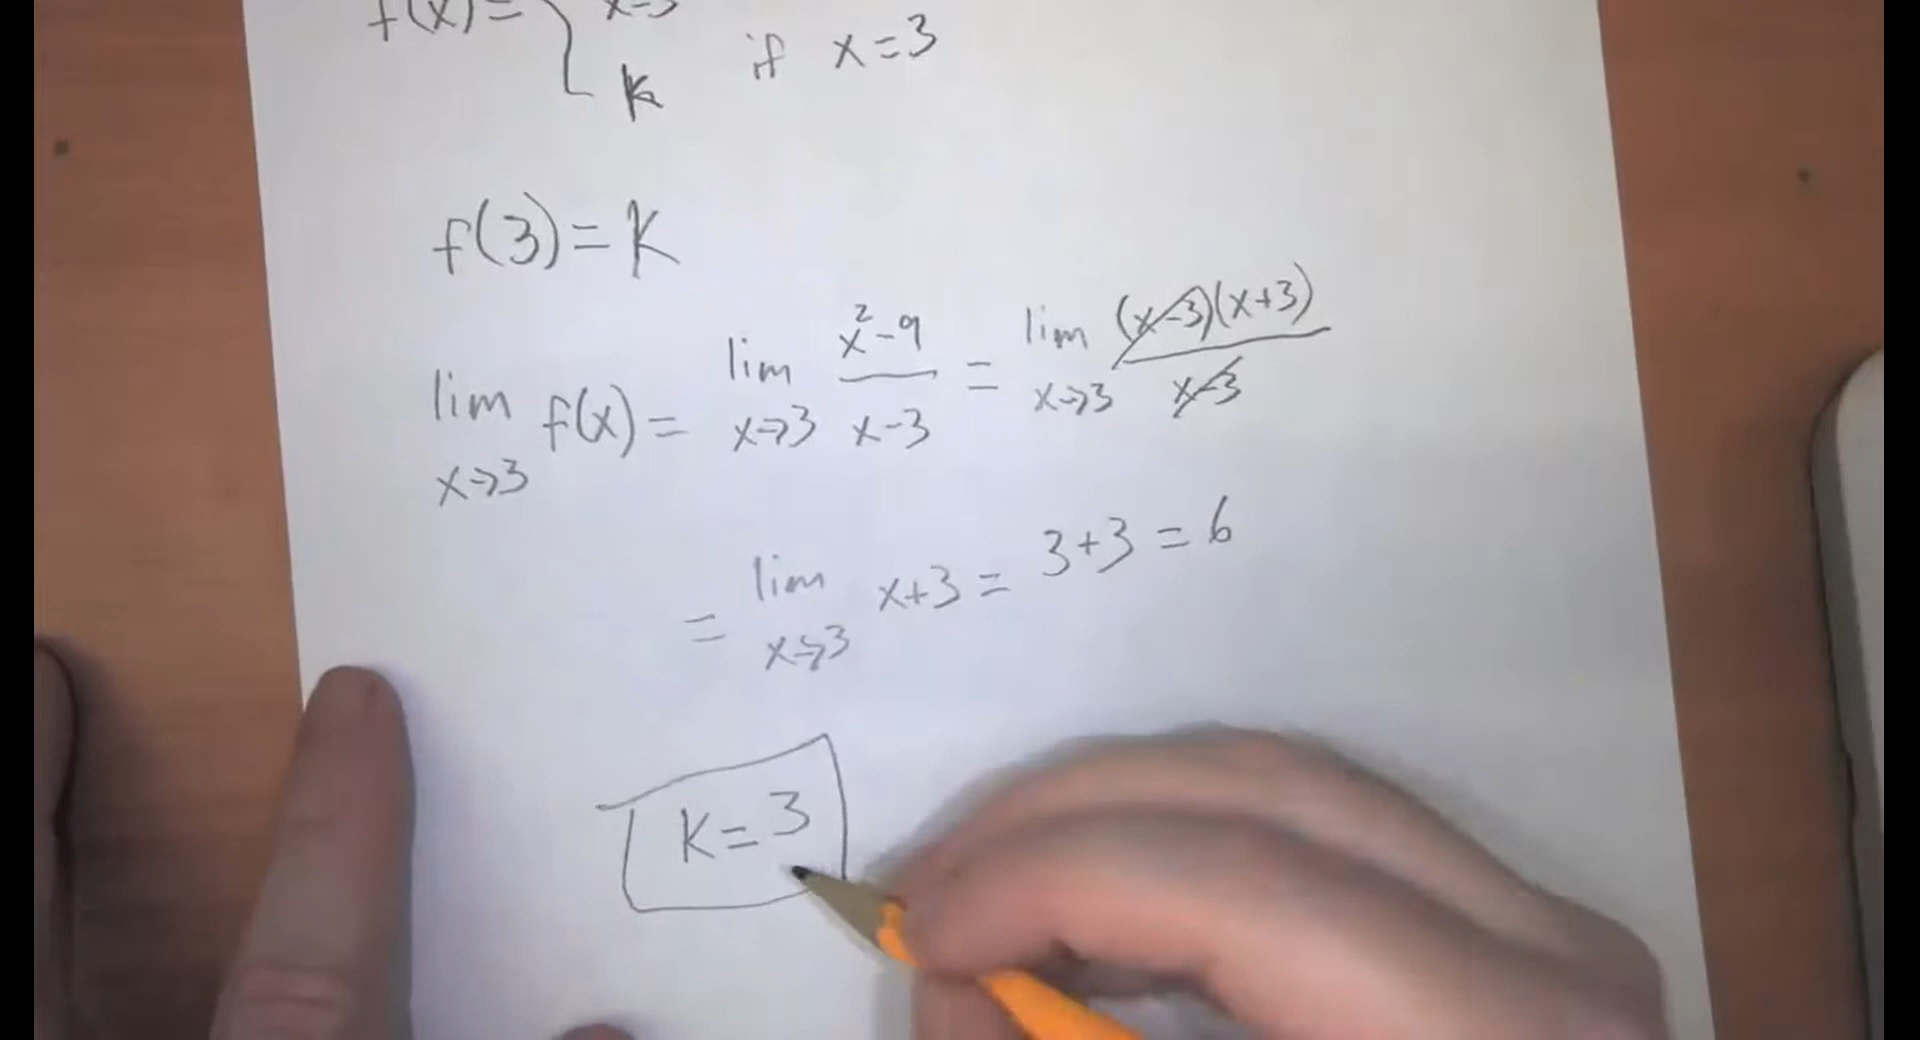 f(x)= { x-3
k if x=3
f(3)=K
lim x→3 f(x) = lim x→3 x²-9 / x-3 = lim x→3 (x-3)(x+3) / x-3
= lim x→3 x+3 = 3+3 = 6
K=3